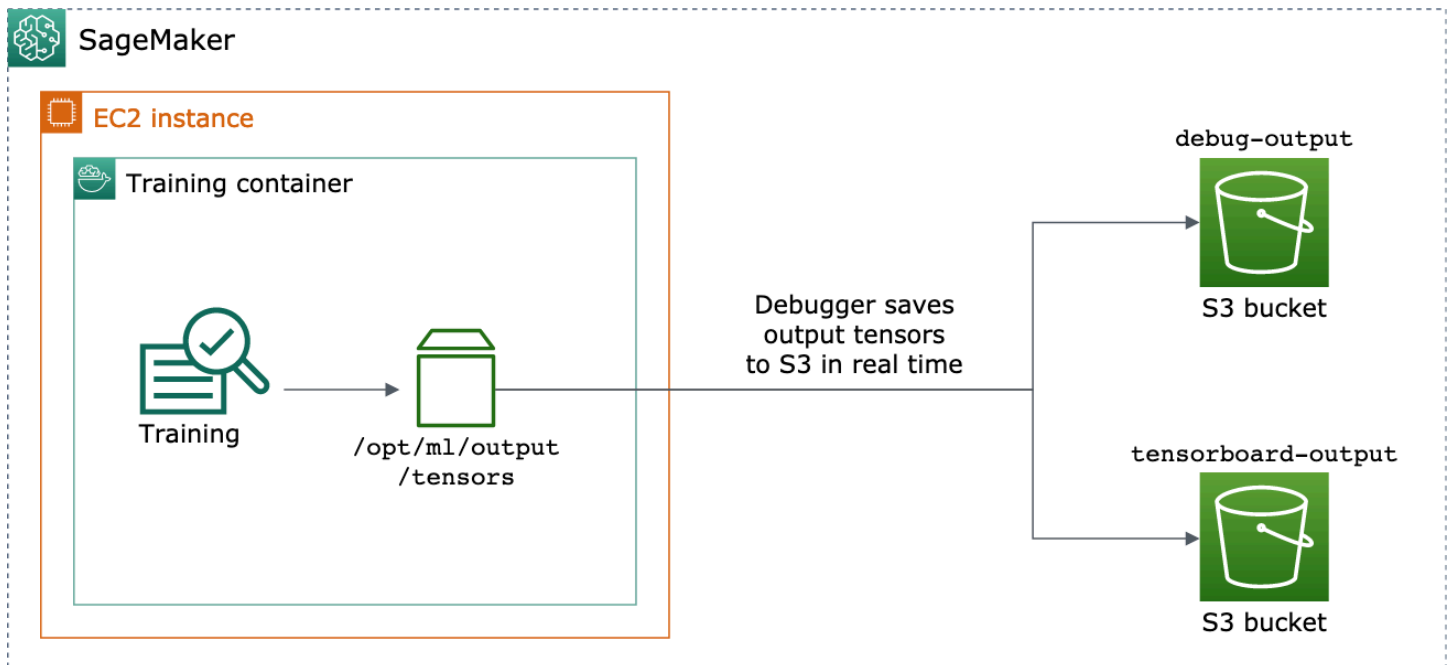 SageMaker
EC2 instance
Training container
Training
/opt/ml/output
/tensors
Debugger saves
output tensors
to S3 in real time
debug-output
S3 bucket
tensorboard-output
S3 bucket